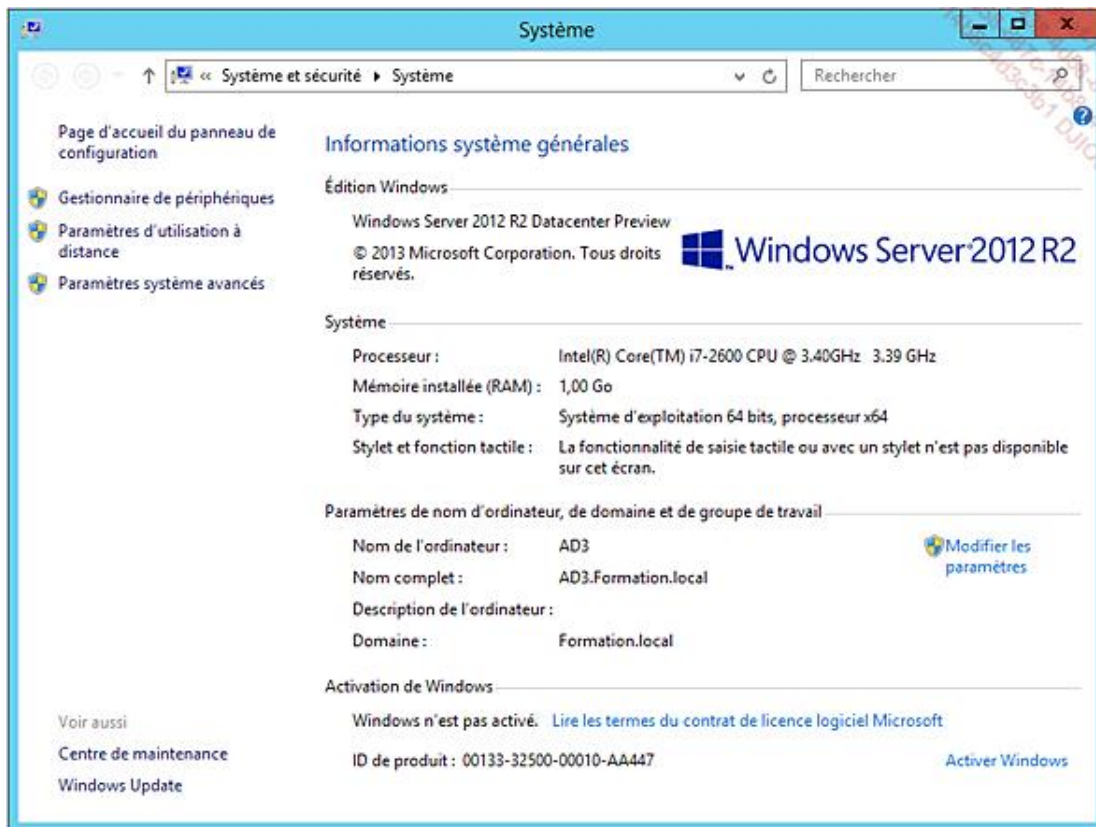 Système
« Système et sécurité ▸ Système
Rechercher
Page d'accueil du panneau de
configuration
Gestionnaire de périphériques
Paramètres d'utilisation à
distance
Paramètres système avancés
Voir aussi
Centre de maintenance
Windows Update
Informations système générales
Édition Windows
Windows Server 2012 R2 Datacenter Preview
© 2013 Microsoft Corporation. Tous droits
réservés.
Windows Server 2012 R2
Système
Processeur : Intel(R) Core(TM) i7-2600 CPU @ 3.40GHz 3.39 GHz
Mémoire installée (RAM) : 1,00 Go
Type du système : Système d'exploitation 64 bits, processeur x64
Stylet et fonction tactile : La fonctionnalité de saisie tactile ou avec un stylet n'est pas disponible
sur cet écran.
Paramètres de nom d'ordinateur, de domaine et de groupe de travail
Nom de l'ordinateur : AD3
Modifier les
paramètres
Nom complet : AD3.Formation.local
Description de l'ordinateur :
Domaine : Formation.local
Activation de Windows
Windows n'est pas activé. Lire les termes du contrat de licence logiciel Microsoft
ID de produit : 00133-32500-00010-AA447
Activer Windows